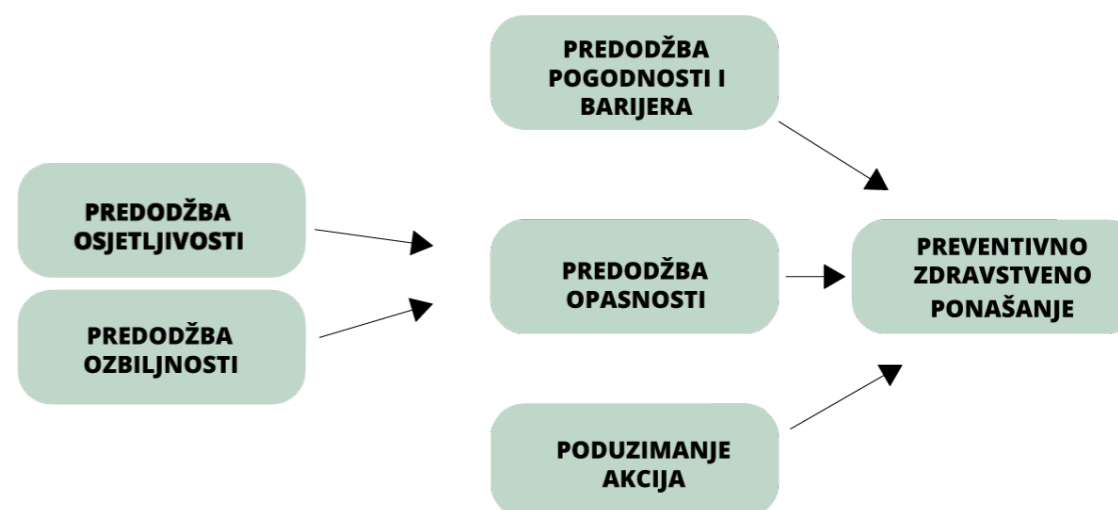 PREDODŽBA
POGODNOSTI I
BARIJERA
PREDODŽBA
OSJETLJIVOSTI
PREDODŽBA
OZBILJNOSTI
PREDODŽBA
OPASNOSTI
PREVENTIVNO
ZDRAVSTVENO
PONAŠANJE
PODUZIMANJE
AKCIJA